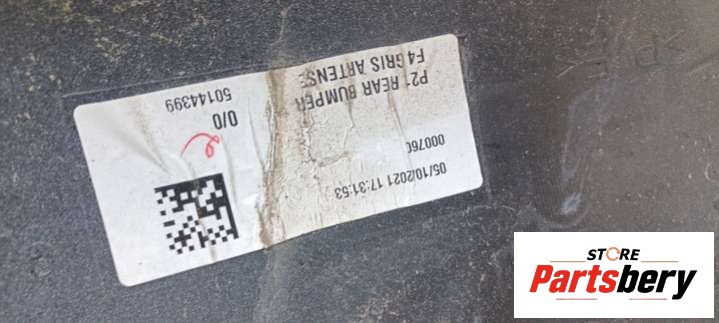 P21 REAR BUMPER
F4 GRIS ARTENSE
50144399
0/0
000760
05/10/2021 17:31:53
STORE
Partsbery